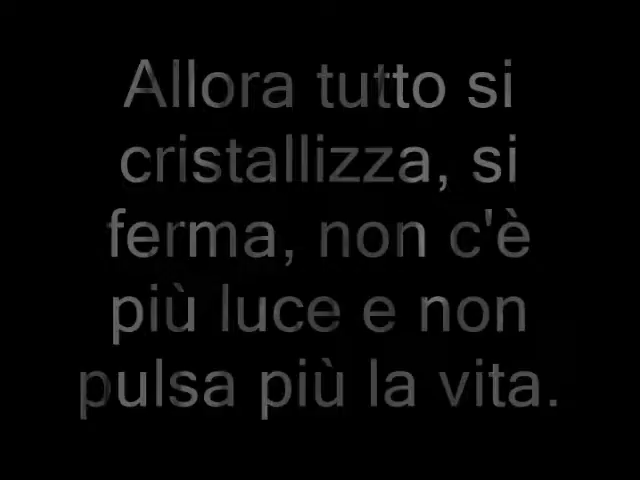 Allora tutto si
cristallizza, si
ferma, non c'è
più luce e non
pulsa più la vita.